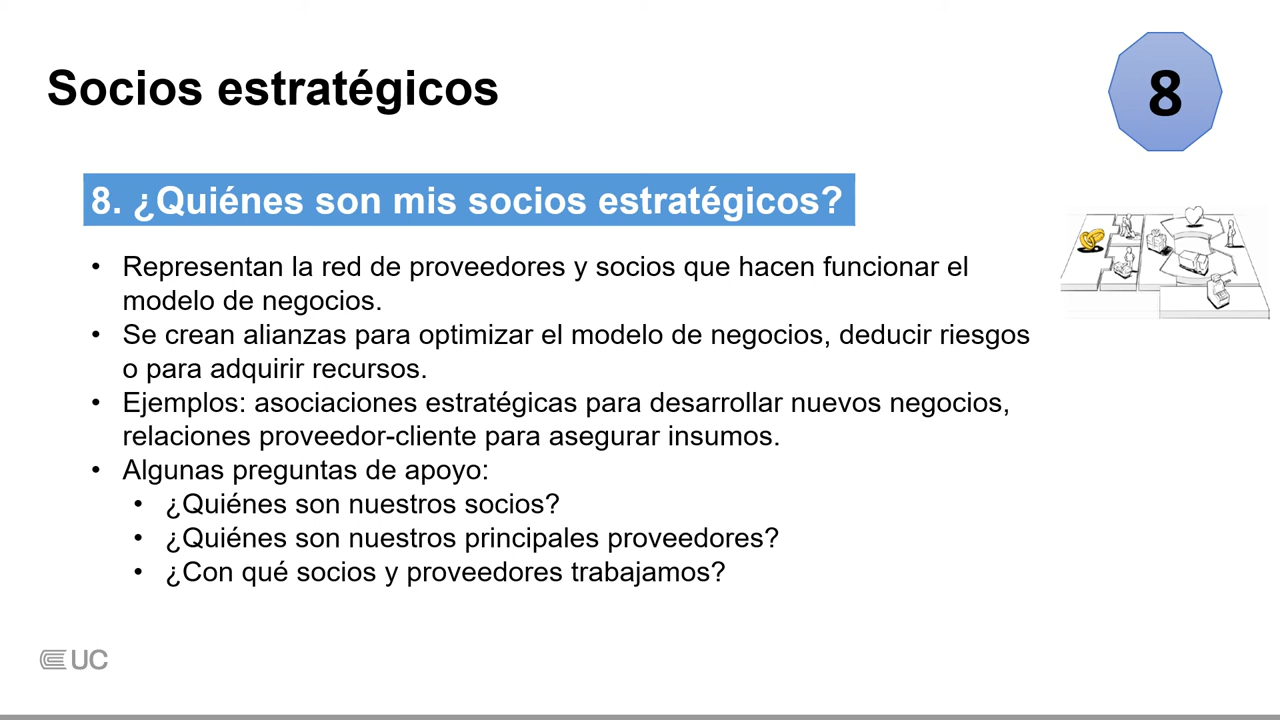 Socios estratégicos
8
8. ¿Quiénes son mis socios estratégicos?
• Representan la red de proveedores y socios que hacen funcionar el
modelo de negocios.
• Se crean alianzas para optimizar el modelo de negocios, deducir riesgos
o para adquirir recursos.
• Ejemplos: asociaciones estratégicas para desarrollar nuevos negocios,
relaciones proveedor-cliente para asegurar insumos.
• Algunas preguntas de apoyo:
• ¿Quiénes son nuestros socios?
• ¿Quiénes son nuestros principales proveedores?
• ¿Con qué socios y proveedores trabajamos?
UC